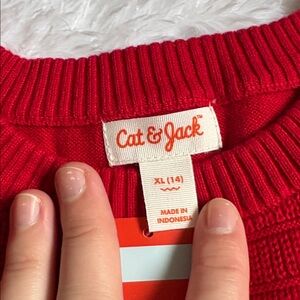 Cat & Jack™
XL (14)
MADE IN
INDONESIA